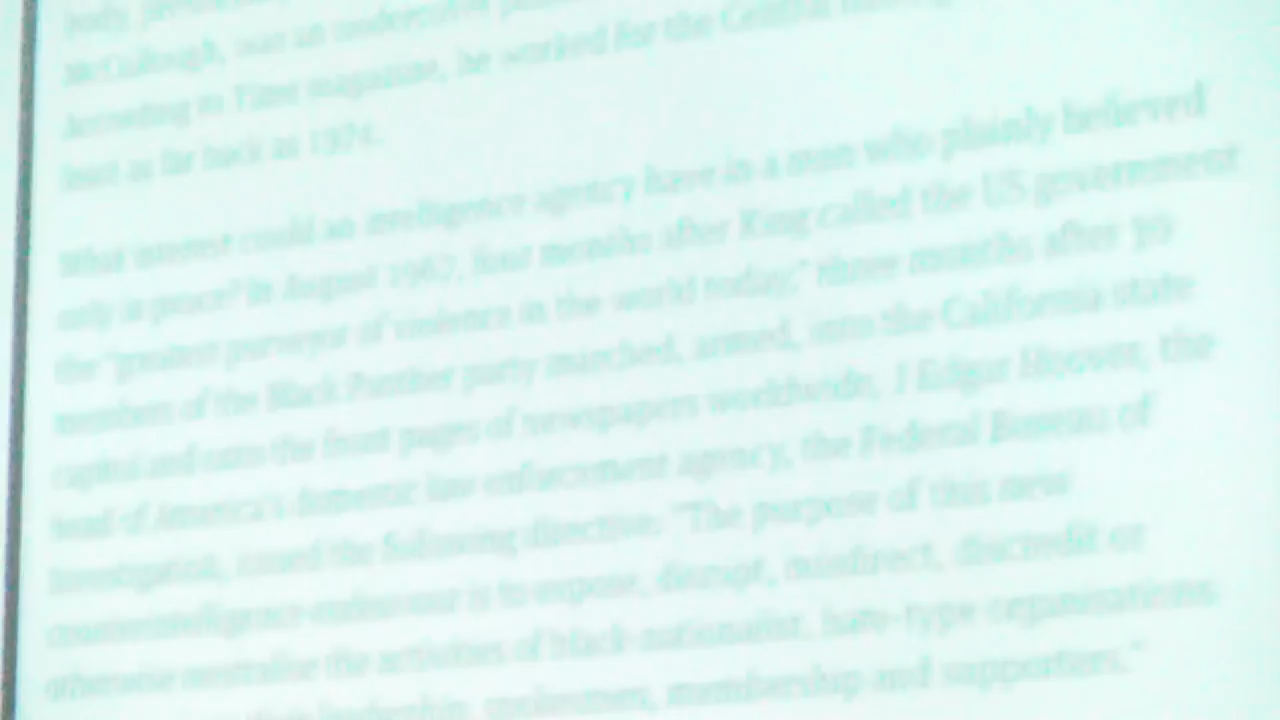 McCullough, was an undercover
According to Time magazine, he worked for the Central
least as far back as 1974.
What interest could an intelligence agency have in a man who plainly believed
only in peace? In August 1967, four months after King called the US government
the "greatest purveyor of violence in the world today," three months after 30
members of the Black Panther party marched, armed, into the California state
capitol and onto the front pages of newspapers worldwide, J Edgar Hoover, the
head of America's domestic law enforcement agency, the Federal Bureau of
Investigation, issued the following directive: "The purpose of this new
counterintelligence endeavour is to expose, disrupt, misdirect, discredit or
otherwise neutralise the activities of black-nationalist, hate-type organisations
their leadership, spokesmen, membership and supporters."